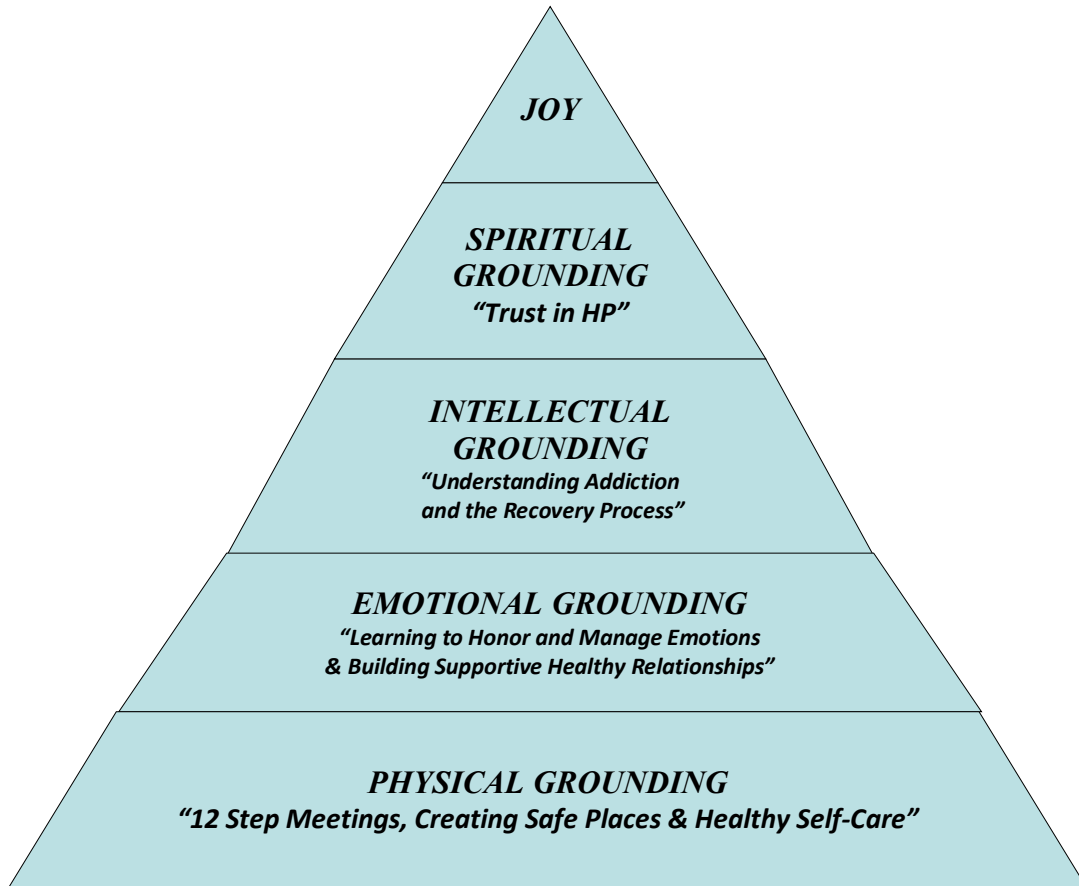 JOY
SPIRITUAL
GROUNDING
“Trust in HP”
INTELLECTUAL
GROUNDING
“Understanding Addiction
and the Recovery Process”
EMOTIONAL GROUNDING
“Learning to Honor and Manage Emotions
& Building Supportive Healthy Relationships”
PHYSICAL GROUNDING
“12 Step Meetings, Creating Safe Places & Healthy Self-Care”